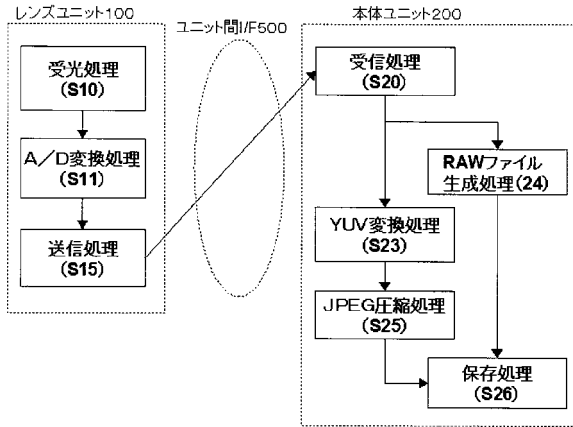 レンズユニット100
受光処理
(S10)
A/D変換処理
(S11)
送信処理
(S15)
ユニット間I/F500
本体ユニット200
受信処理
(S20)
RAWファイル
生成処理(24)
YUV変換処理
(S23)
JPEG圧縮処理
(S25)
保存処理
(S26)